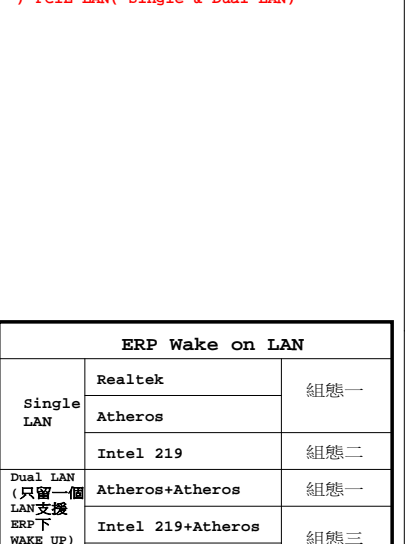 ) PCIE LAN( Single & Dual LAN)
ERP Wake on LAN
Single
LAN
Realtek
組態一
Atheros
Intel 219
組態二
Dual LAN
(只留一個
LAN支援
ERP下
WAKE UP)
Atheros+Atheros
組態一
Intel 219+Atheros
組態三